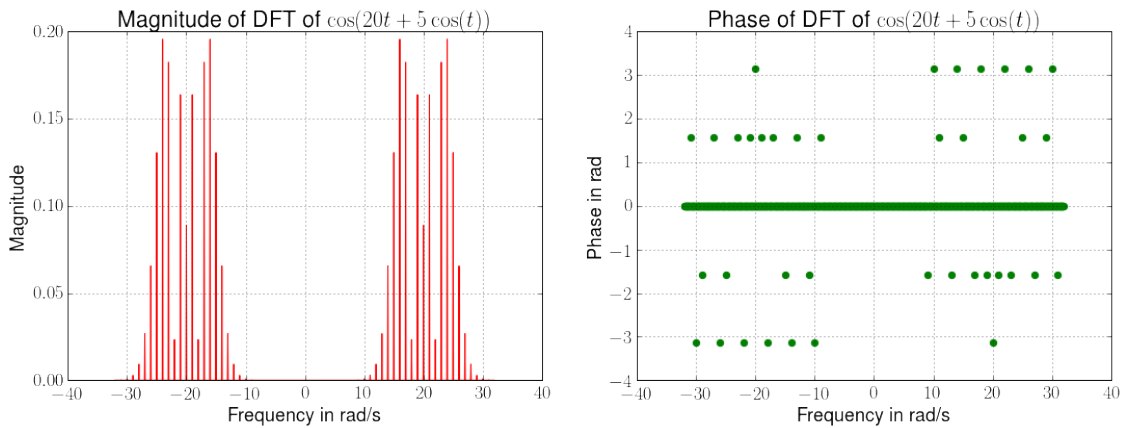 Magnitude of DFT of cos(20t + 5 cos(t))
0.20
0.15
0.10
0.05
0.00
Magnitude
−40 −30 −20 −10 0 10 20 30 40
Frequency in rad/s
Phase of DFT of cos(20t + 5 cos(t))
4
3
2
1
0
−1
−2
−3
−4
Phase in rad
−40 −30 −20 −10 0 10 20 30 40
Frequency in rad/s